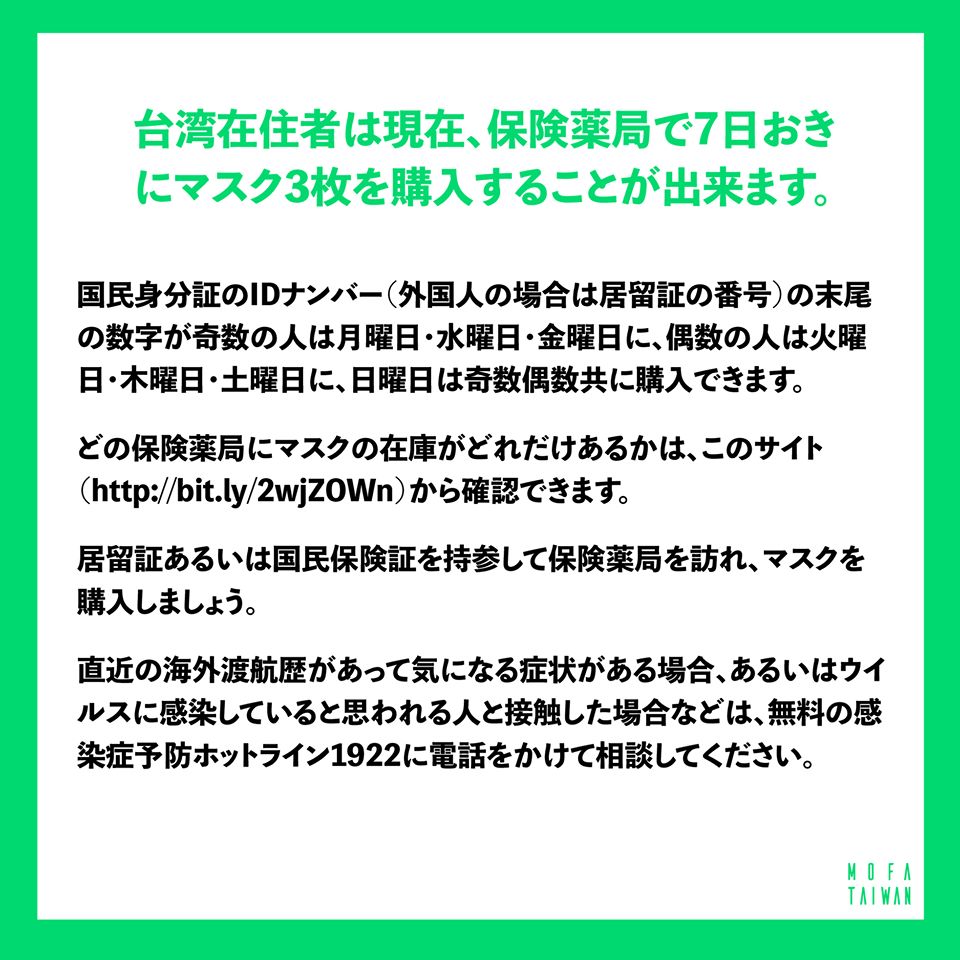 台湾在住者は現在、保険薬局で7日おき
にマスク3枚を購入することが出来ます。
国民身分証のIDナンバー（外国人の場合は居留証の番号）の末尾
の数字が奇数の人は月曜日・水曜日・金曜日に、偶数の人は火曜
日・木曜日・土曜日に、日曜日は奇数偶数共に購入できます。
どの保険薬局にマスクの在庫がどれだけあるかは、このサイト
（http://bit.ly/2wjZOWn）から確認できます。
居留証あるいは国民保険証を持参して保険薬局を訪れ、マスクを
購入しましょう。
直近の海外渡航歴があって気になる症状がある場合、あるいはウイ
ルスに感染していると思われる人と接触した場合などは、無料の感
染症予防ホットライン1922に電話をかけて相談してください。
MOFA
TAIWAN